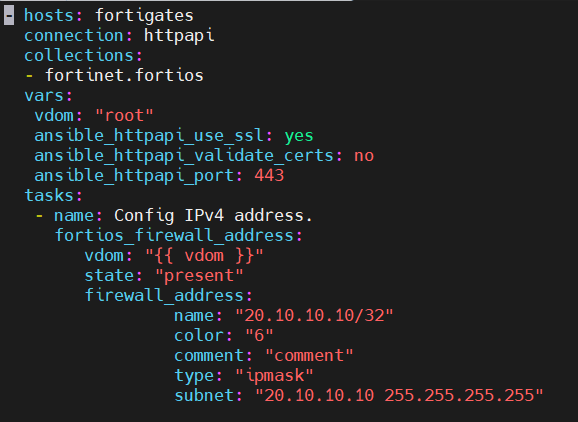 - hosts: fortigates
  connection: httpapi
  collections:
  - fortinet.fortios
  vars:
   vdom: "root"
   ansible_httpapi_use_ssl: yes
   ansible_httpapi_validate_certs: no
   ansible_httpapi_port: 443
  tasks:
   - name: Config IPv4 address.
     fortios_firewall_address:
        vdom: "{{ vdom }}"
        state: "present"
        firewall_address:
                 name: "20.10.10.10/32"
                 color: "6"
                 comment: "comment"
                 type: "ipmask"
                 subnet: "20.10.10.10 255.255.255.255"